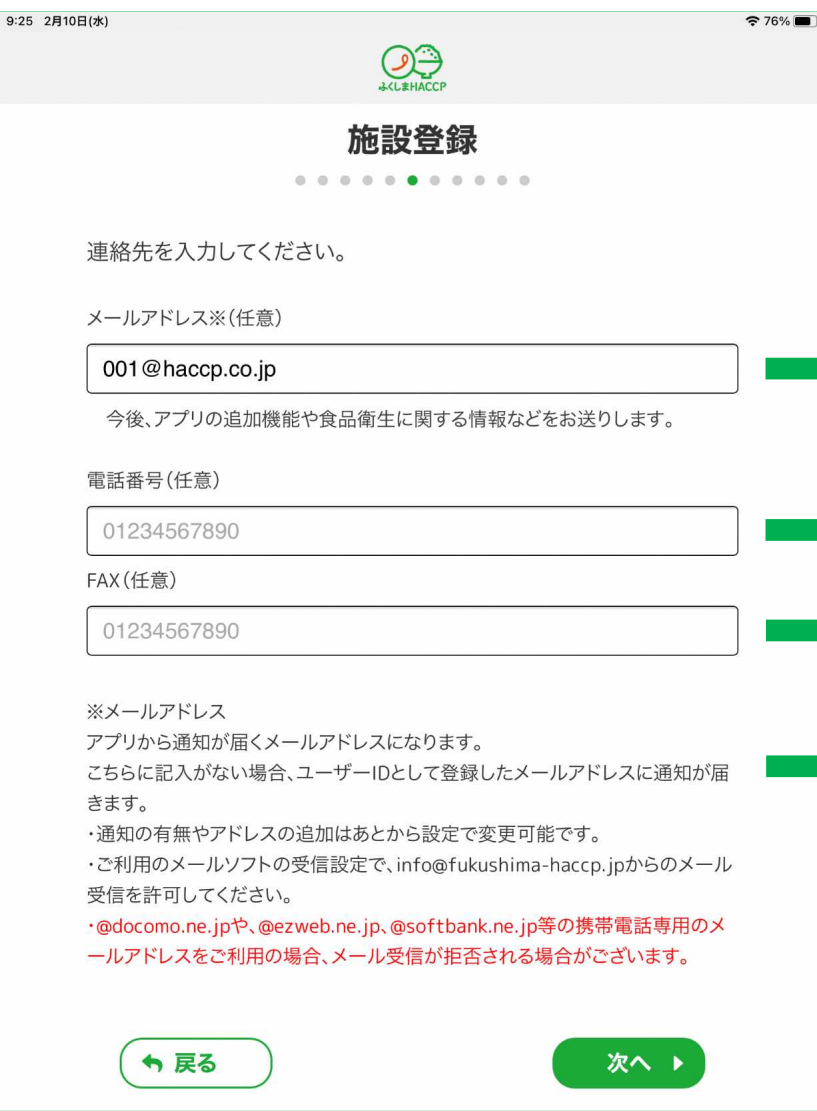 9:25 2月10日(水)
76%
ふくしまHACCP
施設登録
連絡先を入力してください。
メールアドレス※(任意)
001@haccp.co.jp
今後、アプリの追加機能や食品衛生に関する情報などをお送りします。
電話番号(任意)
01234567890
FAX(任意)
01234567890
※メールアドレス
アプリから通知が届くメールアドレスになります。
こちらに記入がない場合、ユーザーIDとして登録したメールアドレスに通知が届
きます。
・通知の有無やアドレスの追加はあとから設定で変更可能です。
・ご利用のメールソフトの受信設定で、info@fukushima-haccp.jpからのメール
受信を許可してください。
・@docomo.ne.jpや、@ezweb.ne.jp、@softbank.ne.jp等の携帯電話専用のメ
ールアドレスをご利用の場合、メール受信が拒否される場合がございます。
戻る
次へ